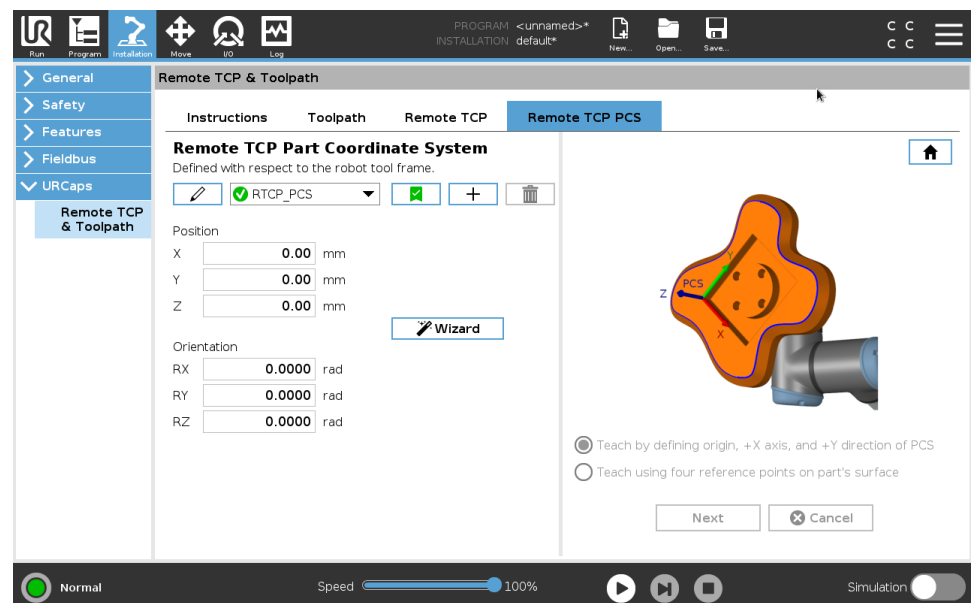 UR
Run
Program
Installation
Move
I/O
Log
PROGRAM <unnamed>*
INSTALLATION default*
New...
Open...
Save...
C C
C C
General
Safety
Features
Fieldbus
URCaps
Remote TCP
& Toolpath
Remote TCP & Toolpath
Instructions
Toolpath
Remote TCP
Remote TCP PCS
Remote TCP Part Coordinate System
Defined with respect to the robot tool frame.
RTCP_PCS
Position
X 0.00 mm
Y 0.00 mm
Z 0.00 mm
Wizard
Orientation
RX 0.0000 rad
RY 0.0000 rad
RZ 0.0000 rad
Y
PCS
Z
X
Teach by defining origin, +X axis, and +Y direction of PCS
Teach using four reference points on part's surface
Next
Cancel
Normal
Speed 100%
Simulation